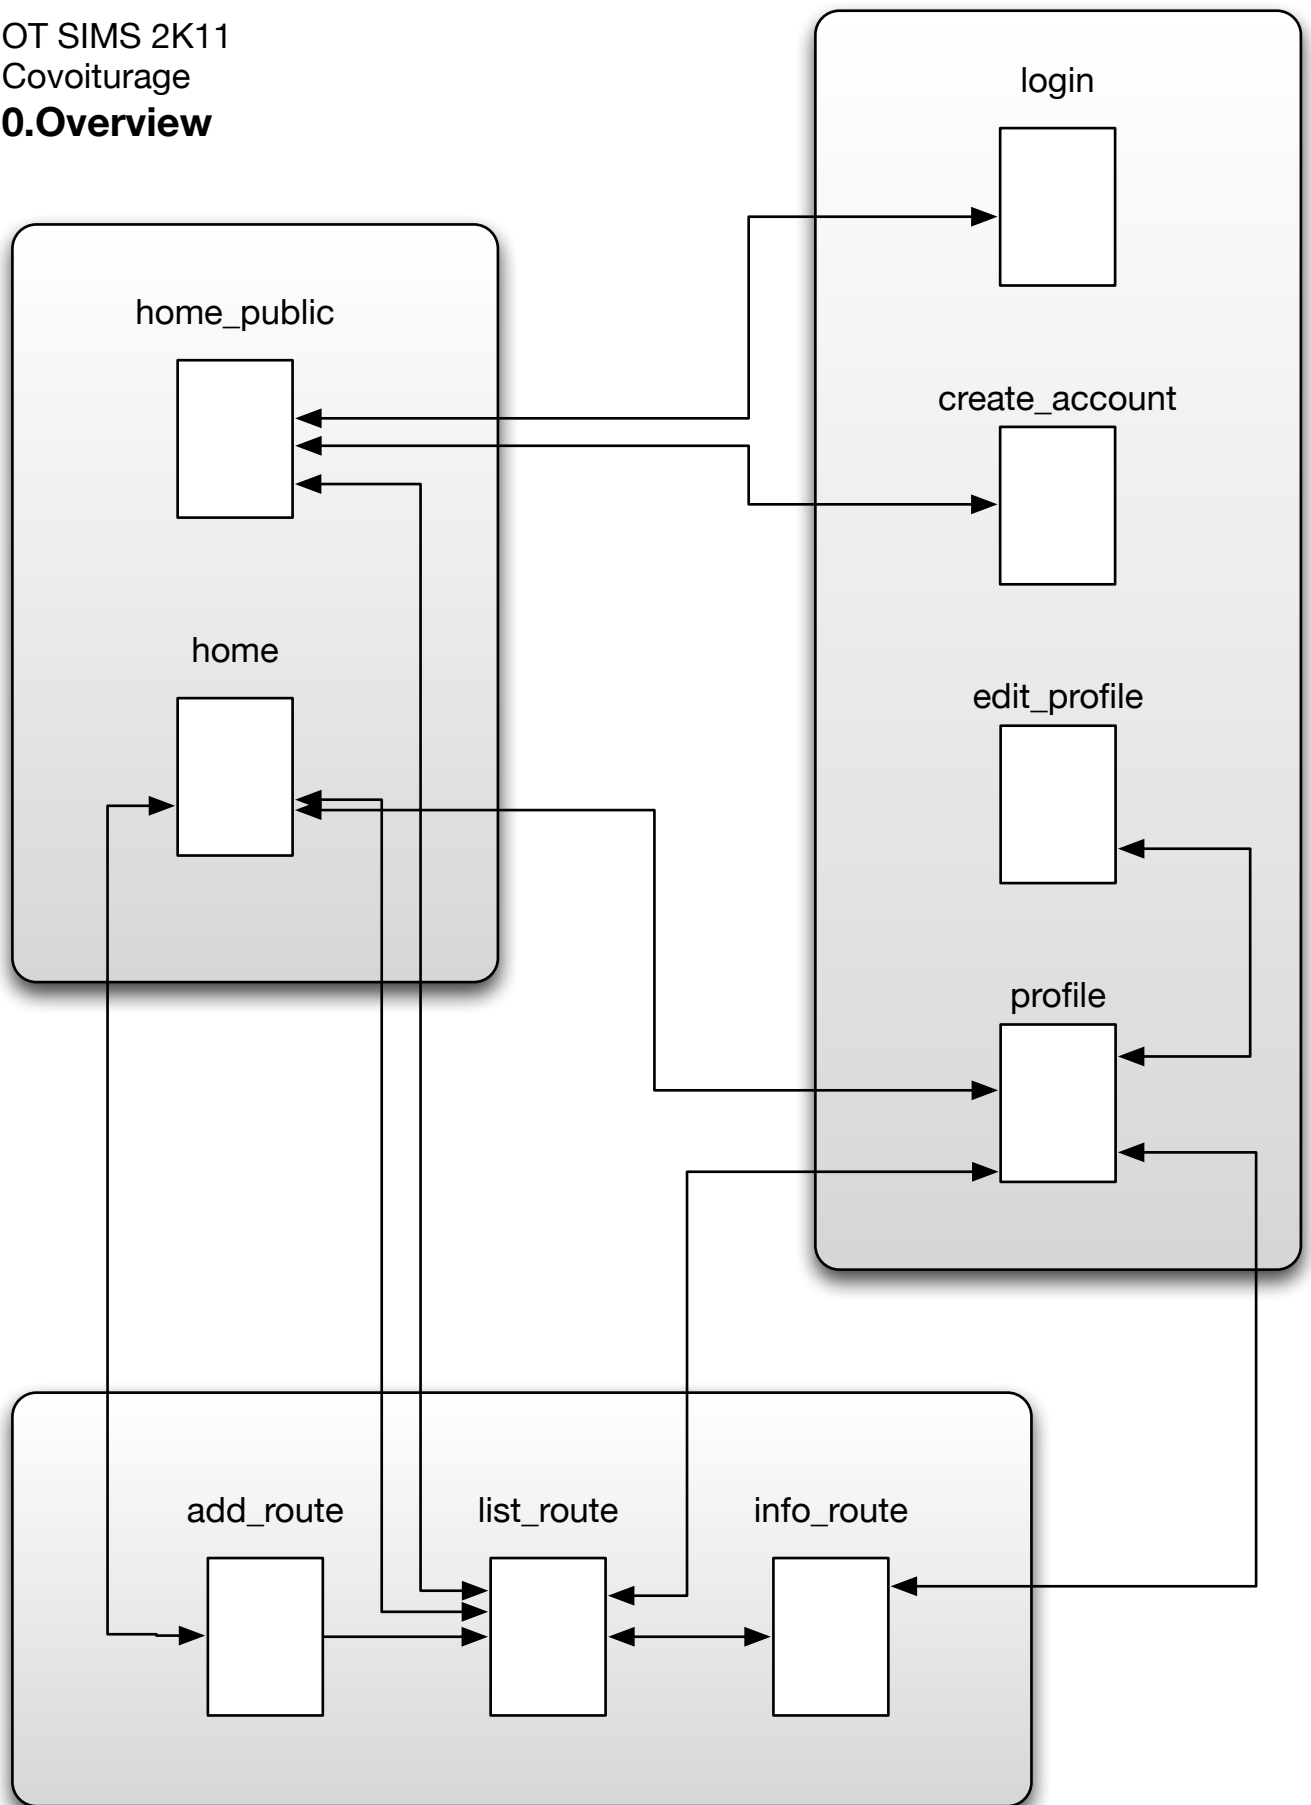 OT SIMS 2K11
Covoiturage
0.Overview
login
home_public
create_account
home
edit_profile
profile
add_route
list_route
info_route